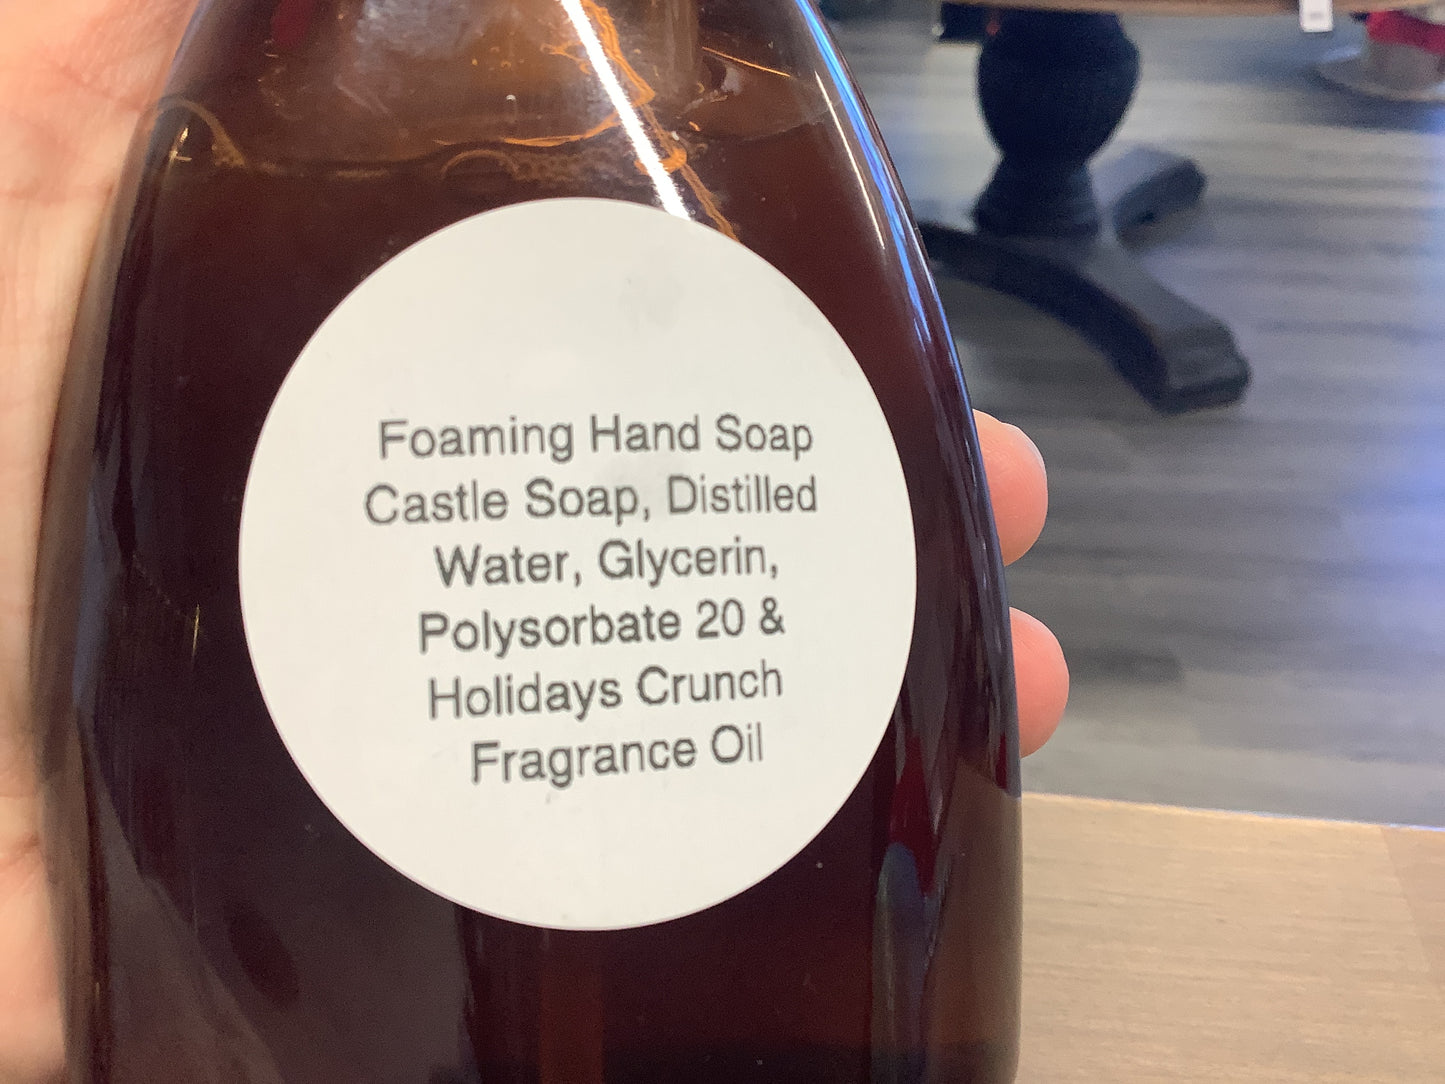 Foaming Hand Soap
Castle Soap, Distilled
Water, Glycerin,
Polysorbate 20 &
Holidays Crunch
Fragrance Oil